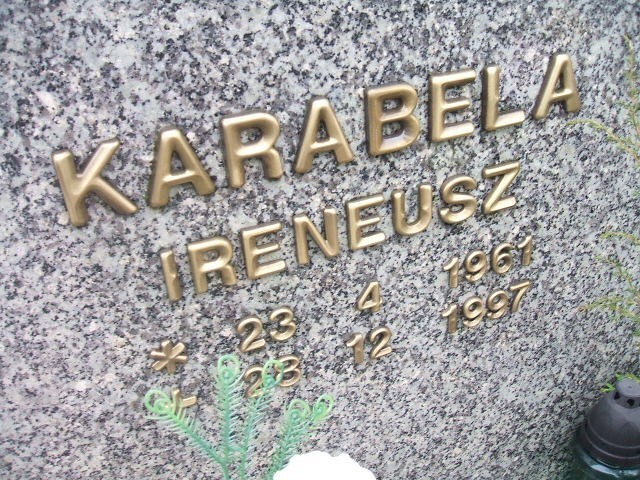 KARABELA
IRENEUSZ
* 23 4 1961
+ 23 12 1997